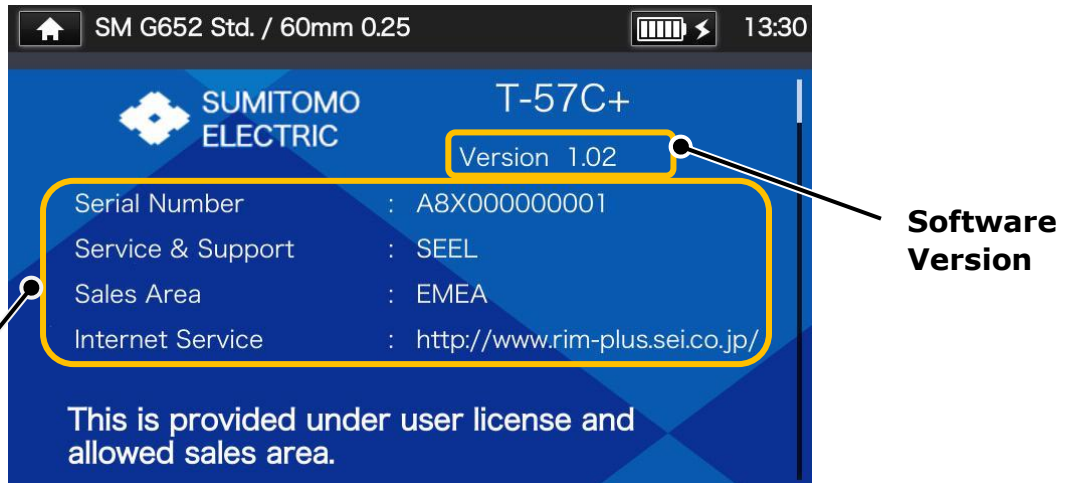 SM G652 Std. / 60mm 0.25 13:30
SUMITOMO
ELECTRIC
T-57C+
Version 1.02
Serial Number : A8X000000001
Service & Support : SEEL
Sales Area : EMEA
Internet Service : http://www.rim-plus.sei.co.jp/
This is provided under user license and
allowed sales area.
Software
Version